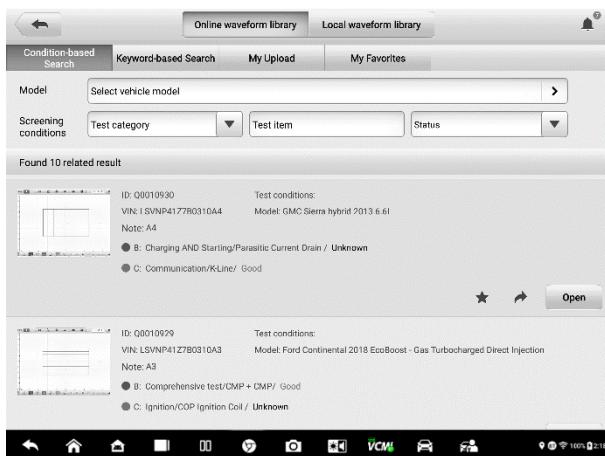 Online waveform library
Local waveform library
Condition-based
Search
Keyword-based Search
My Upload
My Favorites
Model
Select vehicle model
Screening
conditions
Test category
Test item
Status
Found 10 related result
ID: Q0010930
Test conditions:
VIN: LSVNP41Z7B0310A4
Model: GMC Sierra hybrid 2013 6.6l
Note: A4
B: Charging AND Starting/Parasitic Current Drain / Unknown
C: Communication/K-Line/ Good
Open
ID: Q0010929
Test conditions:
VIN: LSVNP41Z7B0310A3
Model: Ford Continental 2018 EcoBoost - Gas Turbocharged Direct Injection
Note: A3
B: Comprehensive test/CMP + CMP/ Good
C: Ignition/COP Ignition Coil / Unknown
VCMI
100%